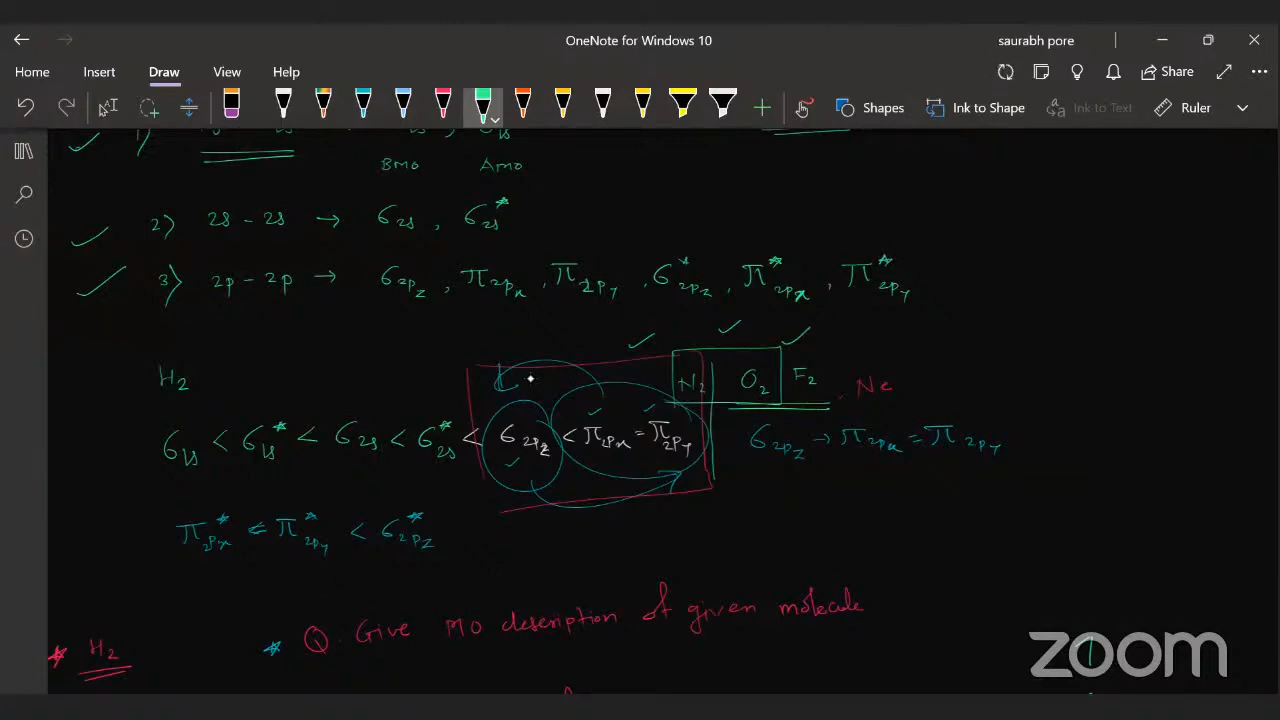 OneNote for Windows 10
saurabh pore
Home Insert Draw View Help
Share
Shapes Ink to Shape Ink to Text Ruler
1)
BMO AMO
2) 2s - 2s → σ2s , σ*2s
3) 2p - 2p → σ2pz , π2px , π2py , σ*2pz , π*2px , π*2py
H2 N2 O2 F2 , Ne
σ1s < σ*1s < σ2s < σ*2s < σ2pz < π2px = π2py σ2pz → π2px = π2py
π*2px = π*2py < σ*2pz
Q. Give MO description of given molecule
H2
zoom